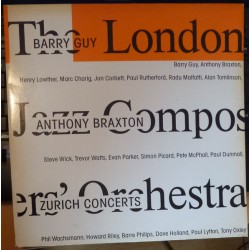 The London
BARRY GUY
Barry Guy, Anthony Braxton,
Henry Lowther, Marc Charig, Jon Corbett, Paul Rutherford, Radu Malfatti, Alan Tomlinson,
Jazz Compos
ANTHONY BRAXTON
Steve Wick, Trevor Watts, Evan Parker, Simon Picard, Pete McPhail, Paul Dunmall,
ers' Orchestra
ZURICH CONCERTS
Phil Wachsmann, Howard Riley, Barre Phillips, Dave Holland, Paul Lytton, Tony Oxley